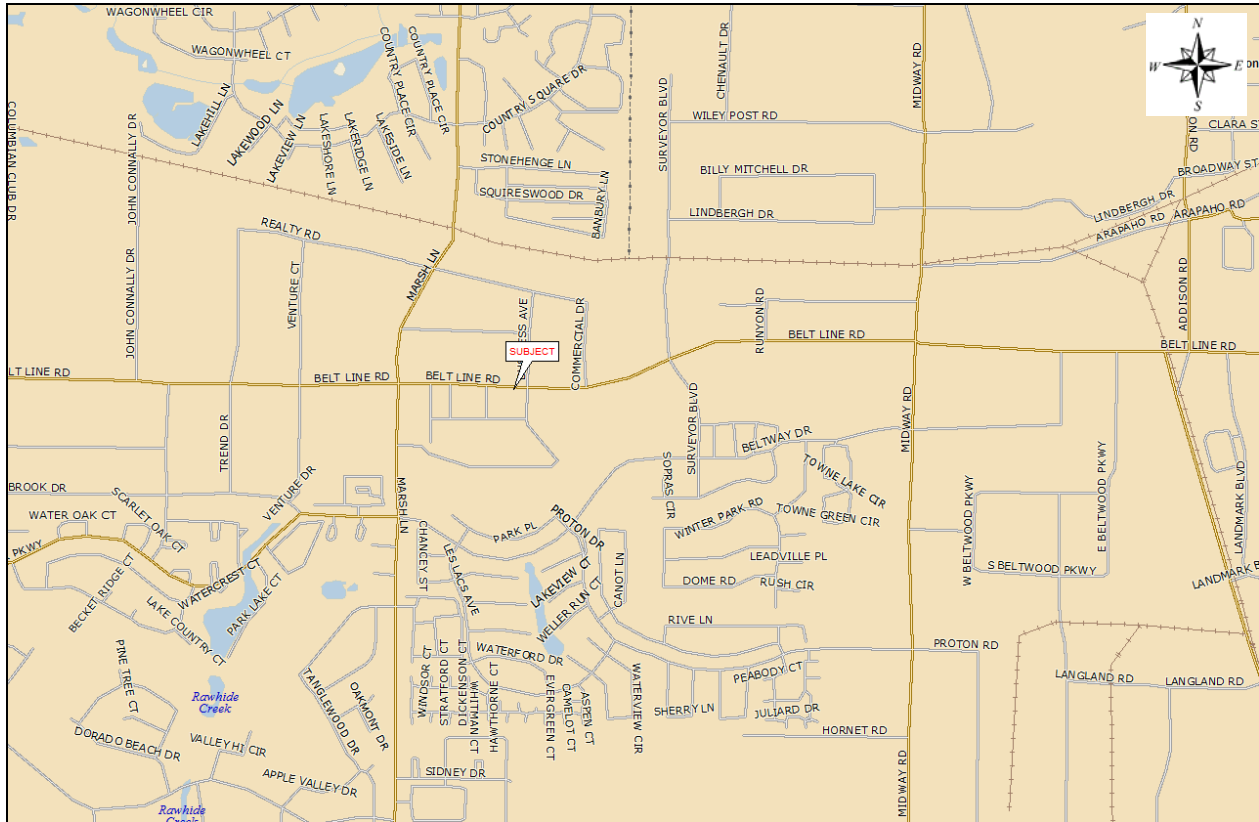 WAGONWHEEL CIR
WAGONWHEEL CT
COUNTRY PLACE CIR
COUNTRY PLACE CIR
COUNTRY SQUARE DR
CHENAULT DR
MIDWAY RD
N
W
E
S
on
LAKEHILL LN
LAKEWOOD LN
LAKEVIEW LN
LAKESHORE LN
LAKERIDGE LN
LAKESIDE LN
COLUMBIAN CLUB DR
JOHN CONNALLY DR
SURVEYOR BLVD
WILEY POST RD
ON RD
CLARA ST
STONEHENGE LN
SQUIRESWOOD DR
BANBURY LN
BILLY MITCHELL DR
LINDBERGH DR
BROADWAY ST
LINDBERGH DR
ARAPAHO RD
ARAPAHO RD
REALTY RD
MARSH LN
VENTURE CT
JOHN CONNALLY DR
ESS AVE
COMMERCIAL DR
RUNYON RD
ADDISON RD
BELT LINE RD
BELT LINE RD
SUBJECT
LT LINE RD
BELT LINE RD
BELT LINE RD
TREND DR
SURVEYOR BLVD
MIDWAY RD
BELTWAY DR
BROOK DR
SCARLET OAK CT
VENTURE DR
WATER OAK CT
MARSH LN
SOPRAS CIR
TOWNE LAKE CIR
TOWNE GREEN CIR
WINTER PARK RD
W BELTWOOD PKWY
E BELTWOOD PKWY
LANDMARK BLVD
PKWY
CHANCEY ST
PARK PL
PROTON DR
LES LACS AVE
LEADVILLE PL
S BELTWOOD PKWY
LANDMARK B
WATERCREST CT
BECKET RIDGE CT
LAKE COUNTRY CT
PARK LAKE CT
LAKEVIEW CT
WELLER RUN CT
CANOT LN
DOME RD
RUSH CIR
RIVE LN
PROTON RD
WATERFORD DR
PEABODY CT
PINE TREE CT
TANGLEWOOD DR
OAKMONT DR
WINDSOR CT
STRATFORD CT
DICKENSON CT
WHITMAN CT
HAWTHORNE CT
EVERGREEN CT
CAMELOT CT
ASPEN CT
WATERVIEW CIR
SHERRY LN
JULIARD DR
LANGLAND RD
LANGLAND RD
Rawhide
Creek
DORADO BEACH DR
VALLEY HI CIR
HORNET RD
APPLE VALLEY DR
SIDNEY DR
MIDWAY RD
Rawhide
Creek